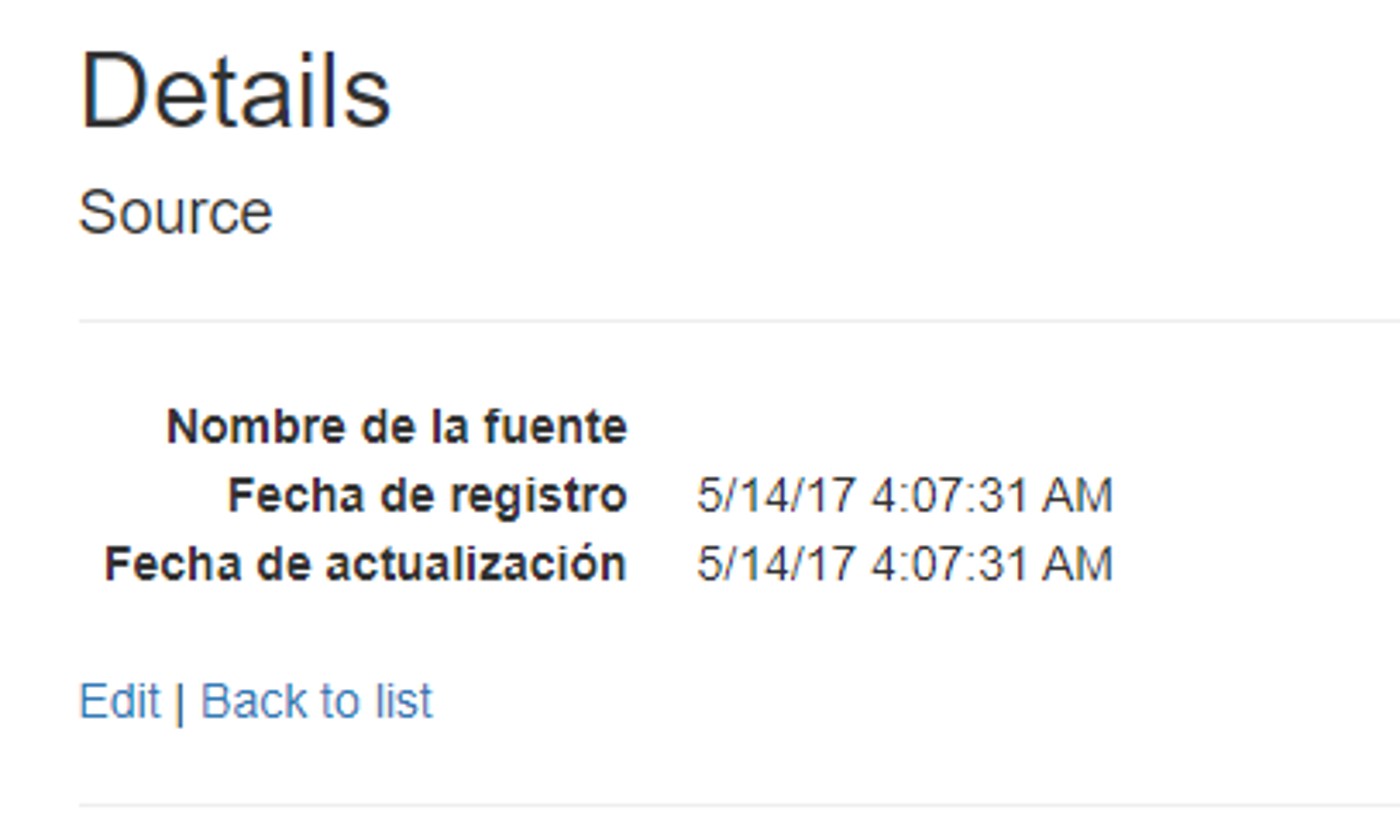 Details
Source
Nombre de la fuente
Fecha de registro 5/14/17 4:07:31 AM
Fecha de actualización 5/14/17 4:07:31 AM
Edit | Back to list